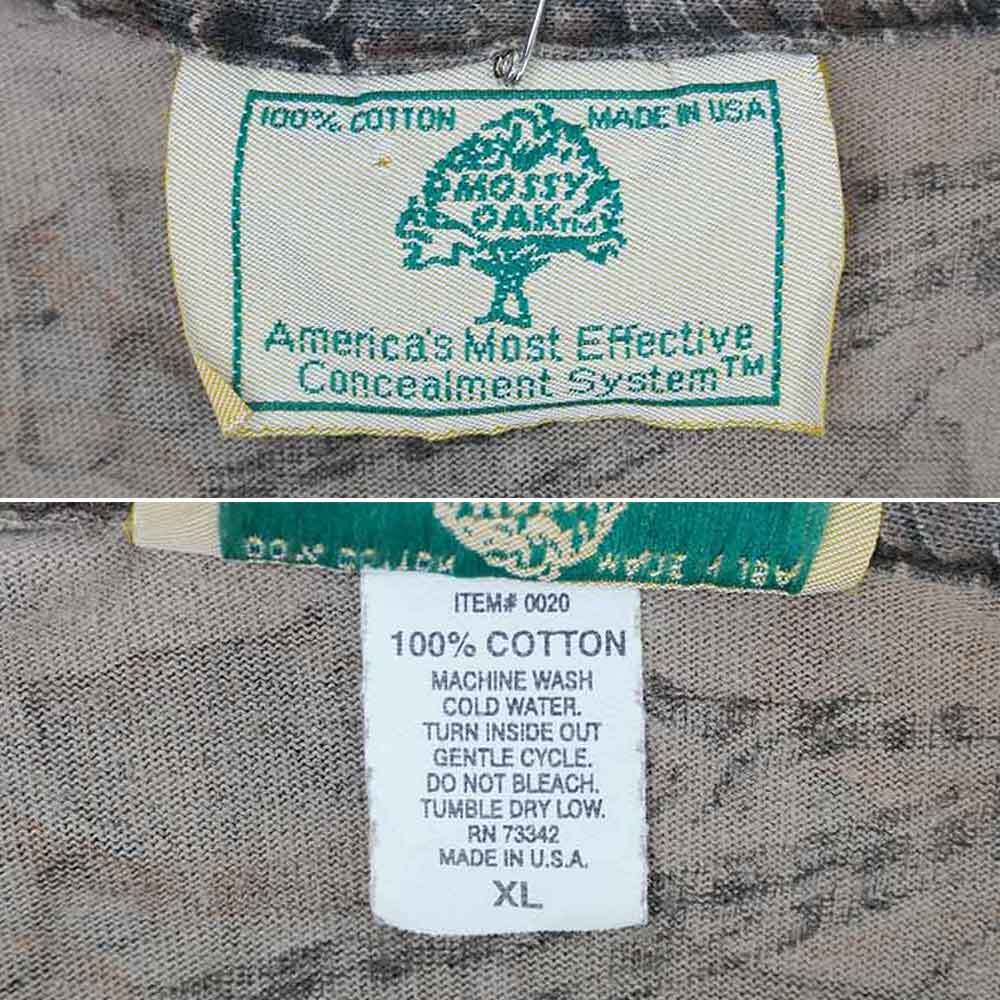 100% COTTON MADE IN USA
MOSSY
OAK
America's Most Effective
Concealment System™
ITEM# 0020
100% COTTON
MACHINE WASH
COLD WATER.
TURN INSIDE OUT
GENTLE CYCLE.
DO NOT BLEACH.
TUMBLE DRY LOW.
RN 73342
MADE IN U.S.A.
XL